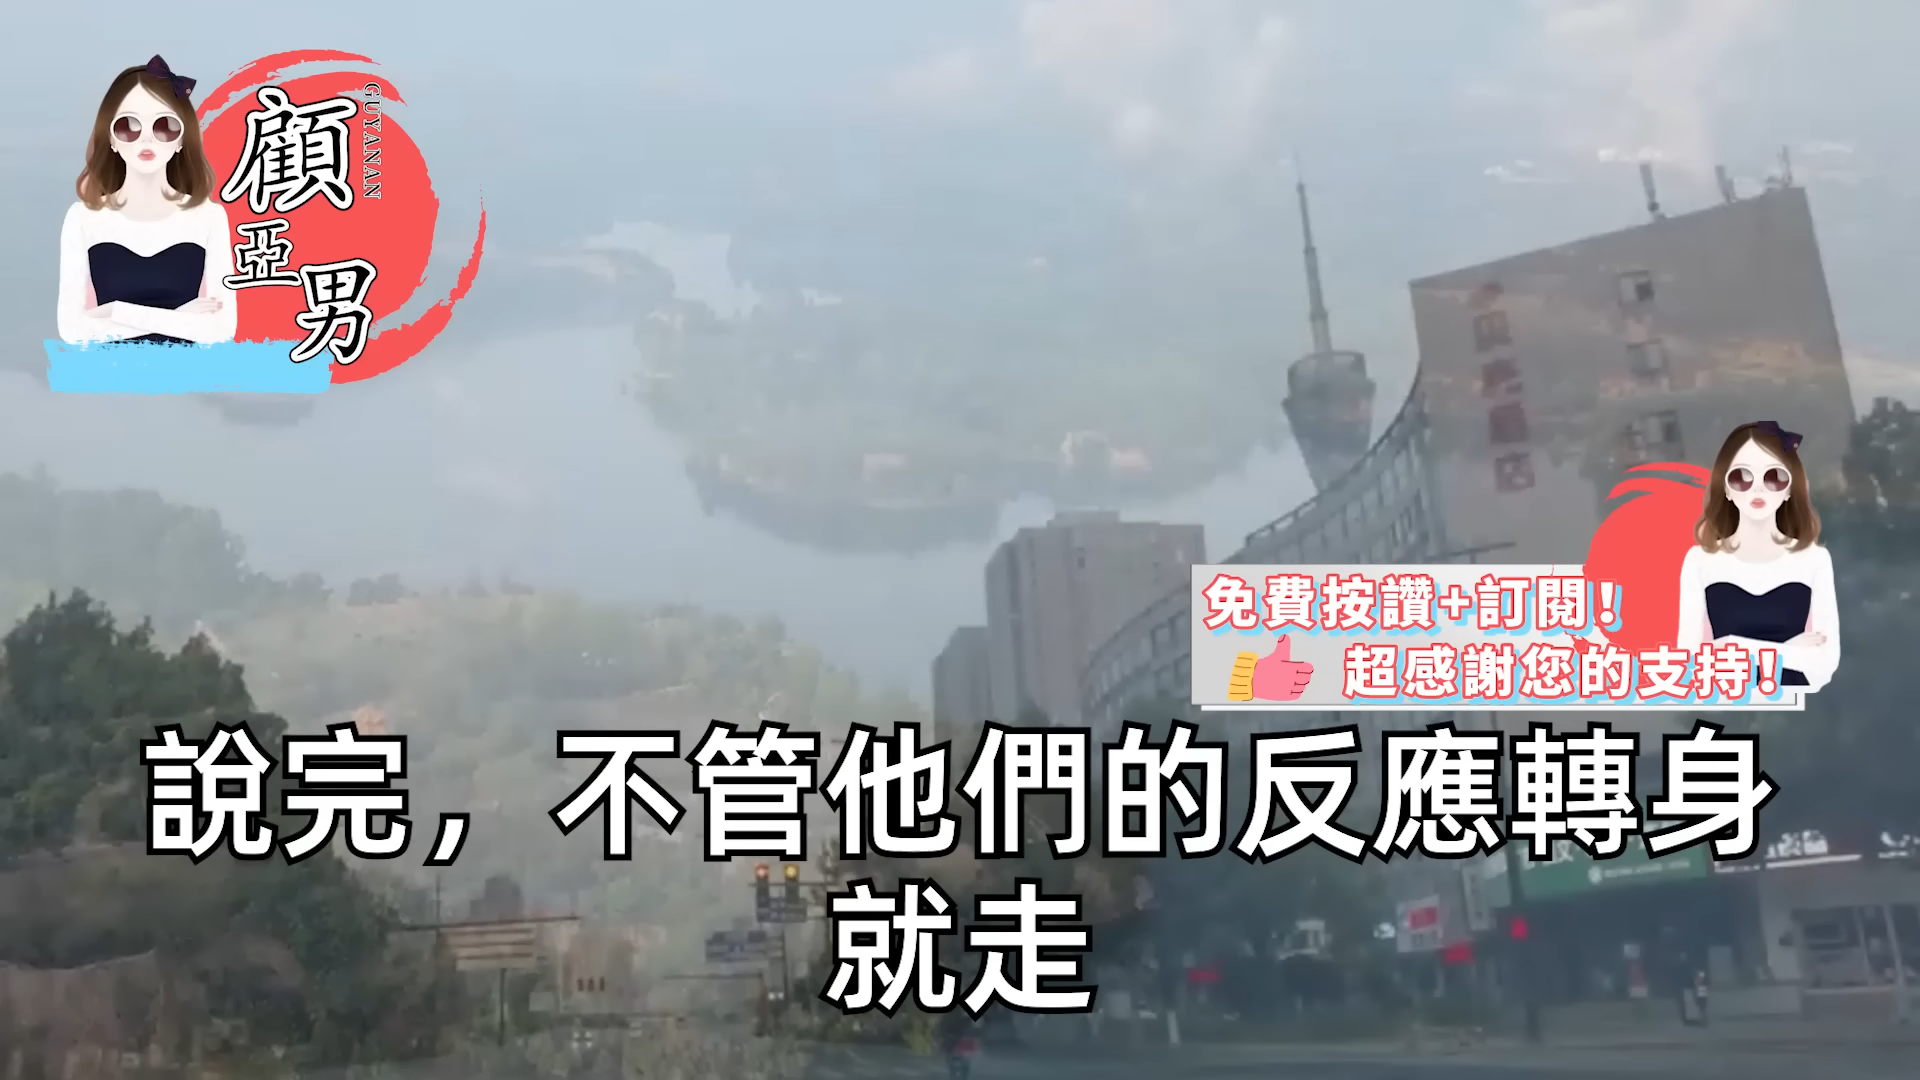 顧亞男
GUYANAN
免費按讚+訂閱！
超感謝您的支持！
說完，不管他們的反應轉身
就走